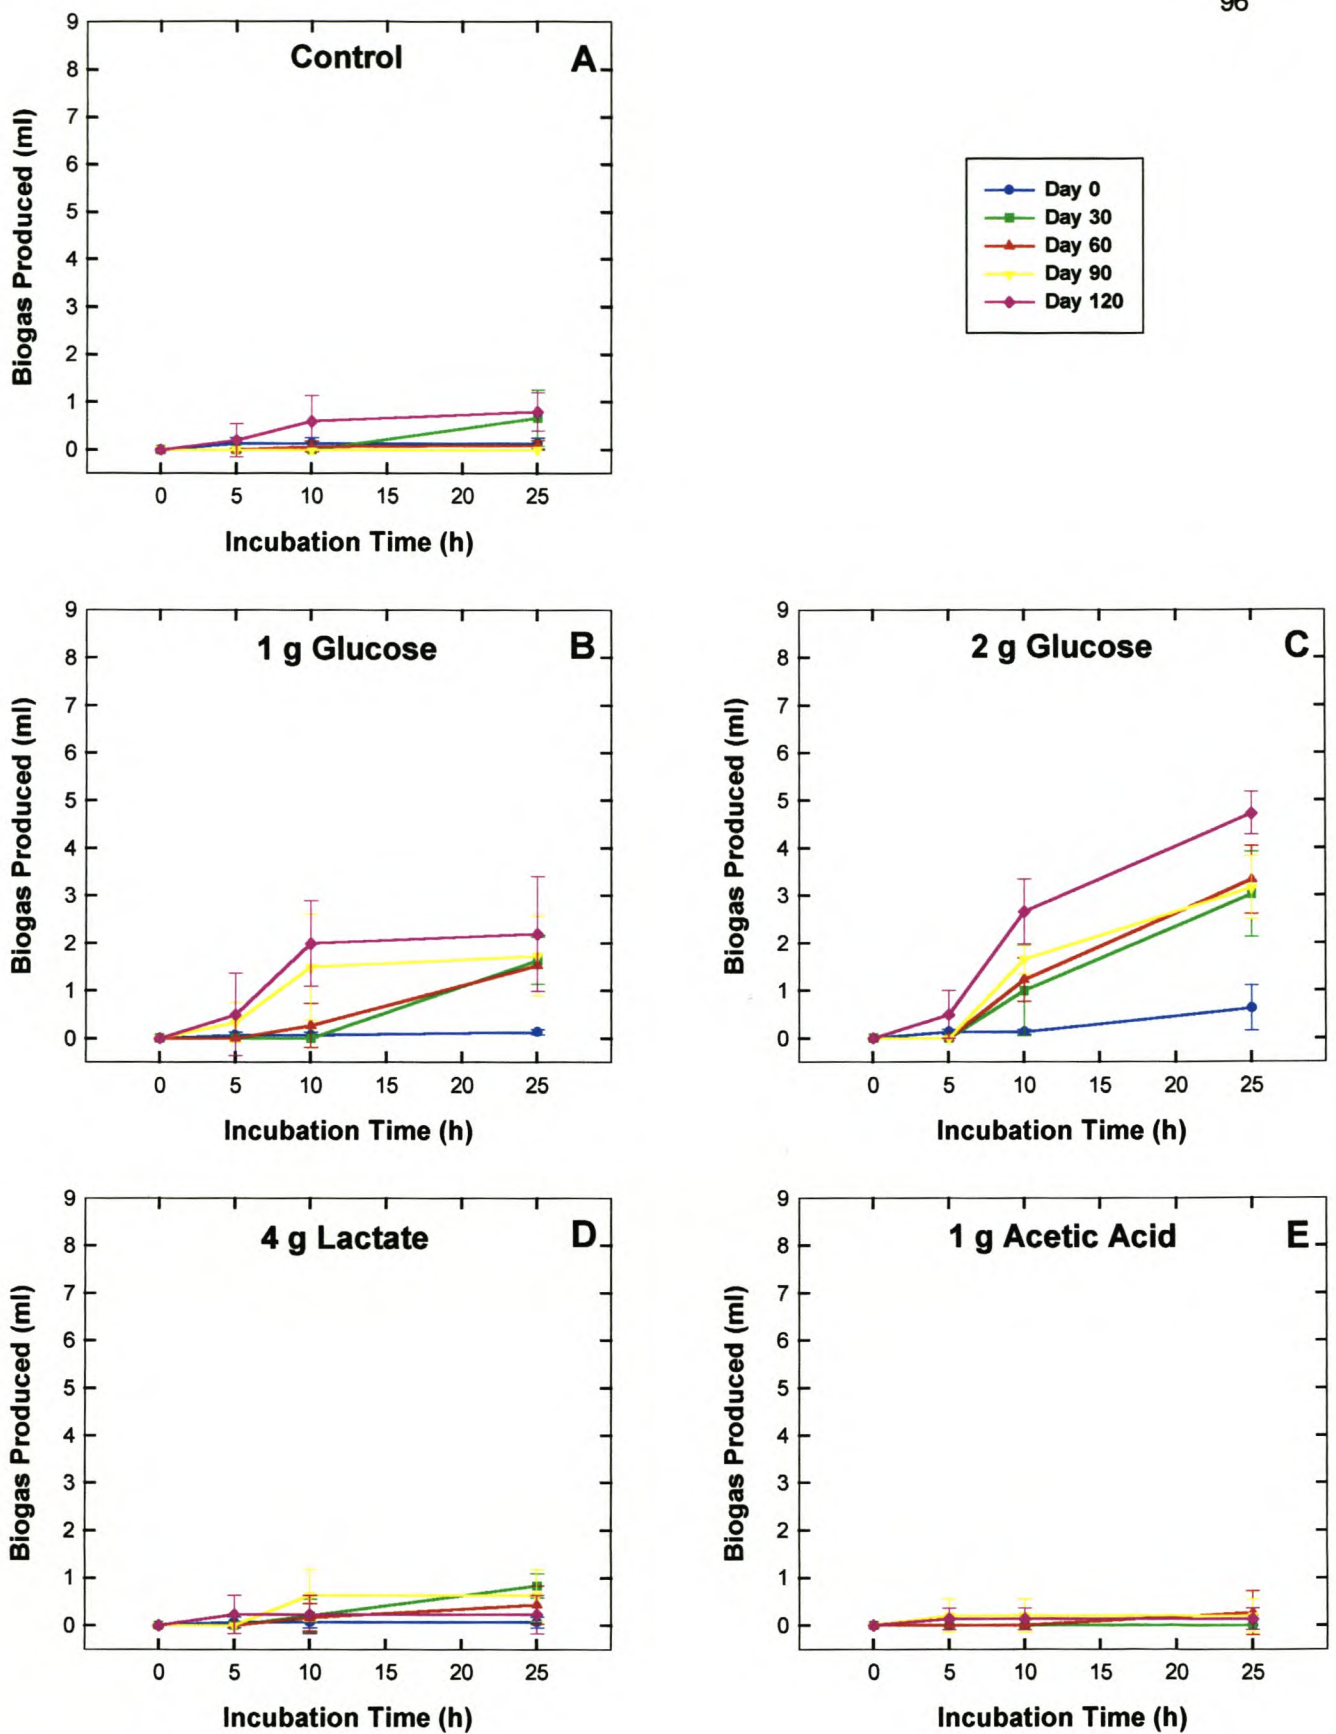 96
Control A
9
8
7
6
5
4
3
2
1
0
Biogas Produced (ml)
0 5 10 15 20 25
Incubation Time (h)
Day 0
Day 30
Day 60
Day 90
Day 120
1 g Glucose B
9
8
7
6
5
4
3
2
1
0
Biogas Produced (ml)
0 5 10 15 20 25
Incubation Time (h)
2 g Glucose C
9
8
7
6
5
4
3
2
1
0
Biogas Produced (ml)
0 5 10 15 20 25
Incubation Time (h)
4 g Lactate D
9
8
7
6
5
4
3
2
1
0
Biogas Produced (ml)
0 5 10 15 20 25
Incubation Time (h)
1 g Acetic Acid E
9
8
7
6
5
4
3
2
1
0
Biogas Produced (ml)
0 5 10 15 20 25
Incubation Time (h)